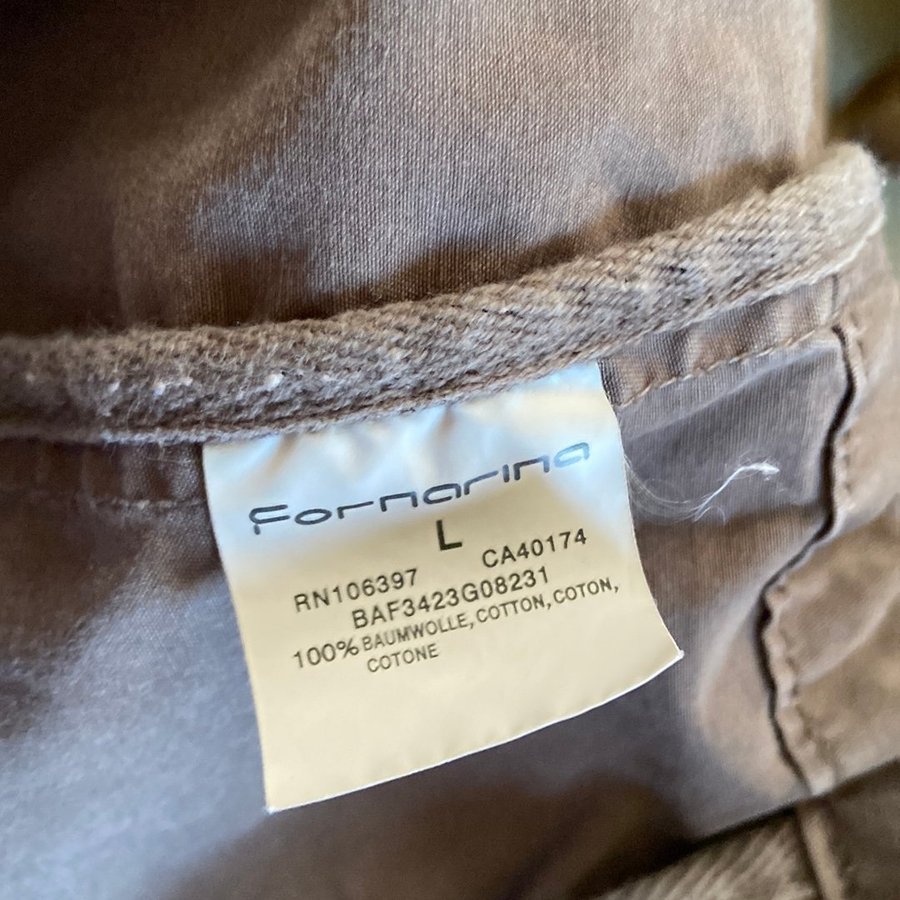 Fornarina
L
RN106397 CA40174
BAF3423G08231
100% BAUMWOLLE, COTTON, COTON,
COTONE